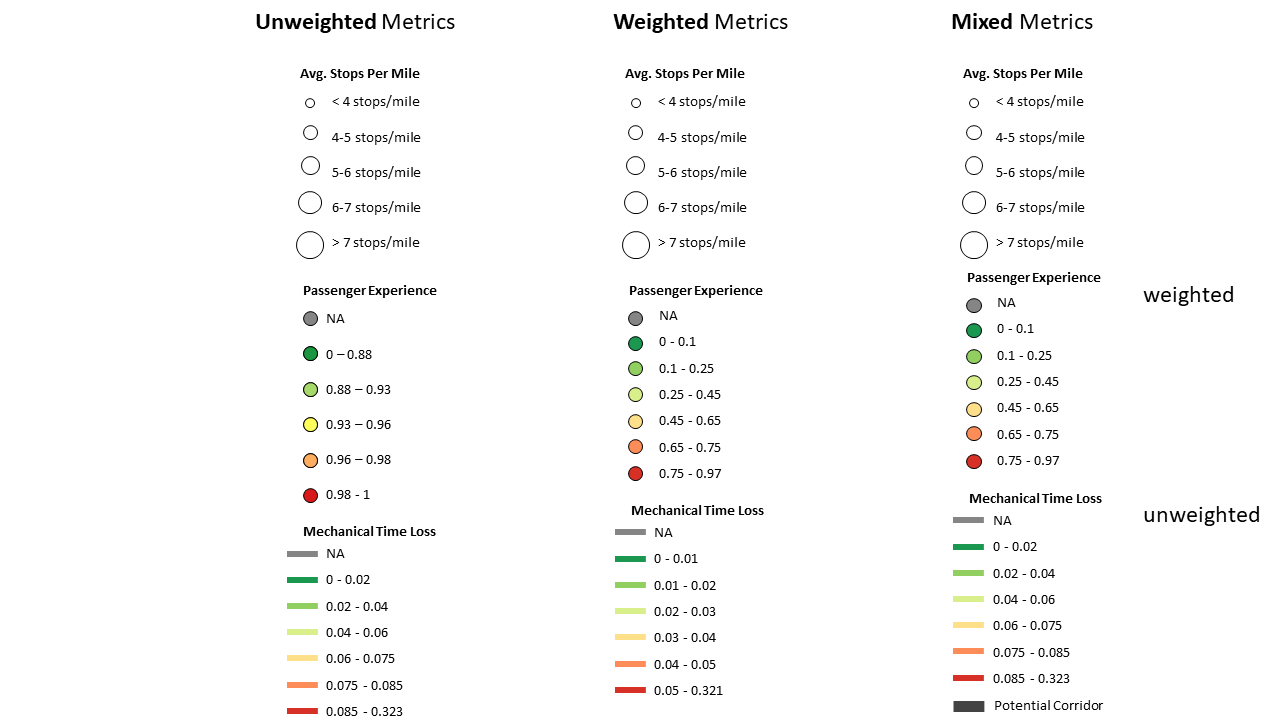 Unweighted Metrics
Avg. Stops Per Mile
< 4 stops/mile
4-5 stops/mile
5-6 stops/mile
6-7 stops/mile
> 7 stops/mile
Passenger Experience
NA
0 – 0.88
0.88 – 0.93
0.93 – 0.96
0.96 – 0.98
0.98 - 1
Mechanical Time Loss
NA
0 - 0.02
0.02 - 0.04
0.04 - 0.06
0.06 - 0.075
0.075 - 0.085
0.085 - 0.323
Weighted Metrics
Avg. Stops Per Mile
< 4 stops/mile
4-5 stops/mile
5-6 stops/mile
6-7 stops/mile
> 7 stops/mile
Passenger Experience
NA
0 - 0.1
0.1 - 0.25
0.25 - 0.45
0.45 - 0.65
0.65 - 0.75
0.75 - 0.97
Mechanical Time Loss
NA
0 - 0.01
0.01 - 0.02
0.02 - 0.03
0.03 - 0.04
0.04 - 0.05
0.05 - 0.321
Mixed Metrics
Avg. Stops Per Mile
< 4 stops/mile
4-5 stops/mile
5-6 stops/mile
6-7 stops/mile
> 7 stops/mile
Passenger Experience
weighted
NA
0 - 0.1
0.1 - 0.25
0.25 - 0.45
0.45 - 0.65
0.65 - 0.75
0.75 - 0.97
Mechanical Time Loss
unweighted
NA
0 - 0.02
0.02 - 0.04
0.04 - 0.06
0.06 - 0.075
0.075 - 0.085
0.085 - 0.323
Potential Corridor